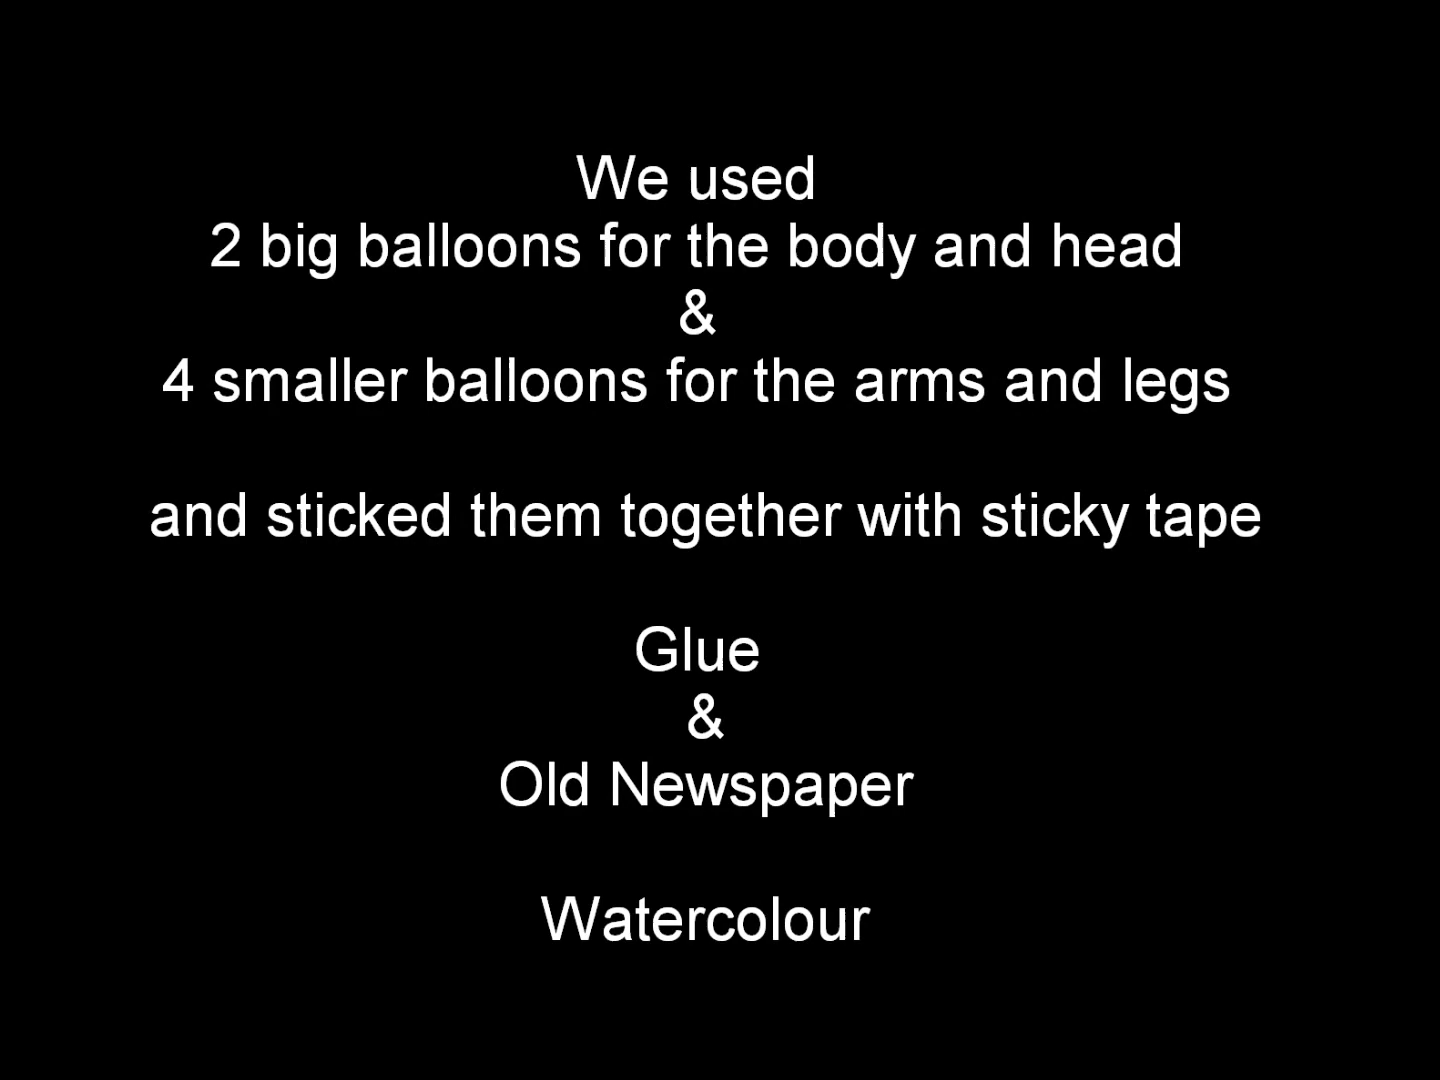 We used
2 big balloons for the body and head
&
4 smaller balloons for the arms and legs
and sticked them together with sticky tape
Glue
&
Old Newspaper
Watercolour